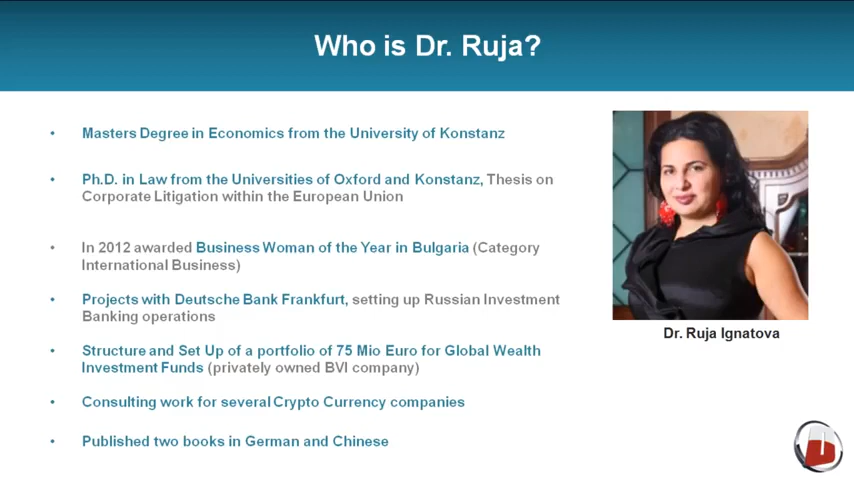 Who is Dr. Ruja?
• Masters Degree in Economics from the University of Konstanz
• Ph.D. in Law from the Universities of Oxford and Konstanz, Thesis on
Corporate Litigation within the European Union
• In 2012 awarded Business Woman of the Year in Bulgaria (Category
International Business)
• Projects with Deutsche Bank Frankfurt, setting up Russian Investment
Banking operations
• Structure and Set Up of a portfolio of 75 Mio Euro for Global Wealth
Investment Funds (privately owned BVI company)
• Consulting work for several Crypto Currency companies
• Published two books in German and Chinese
Dr. Ruja Ignatova